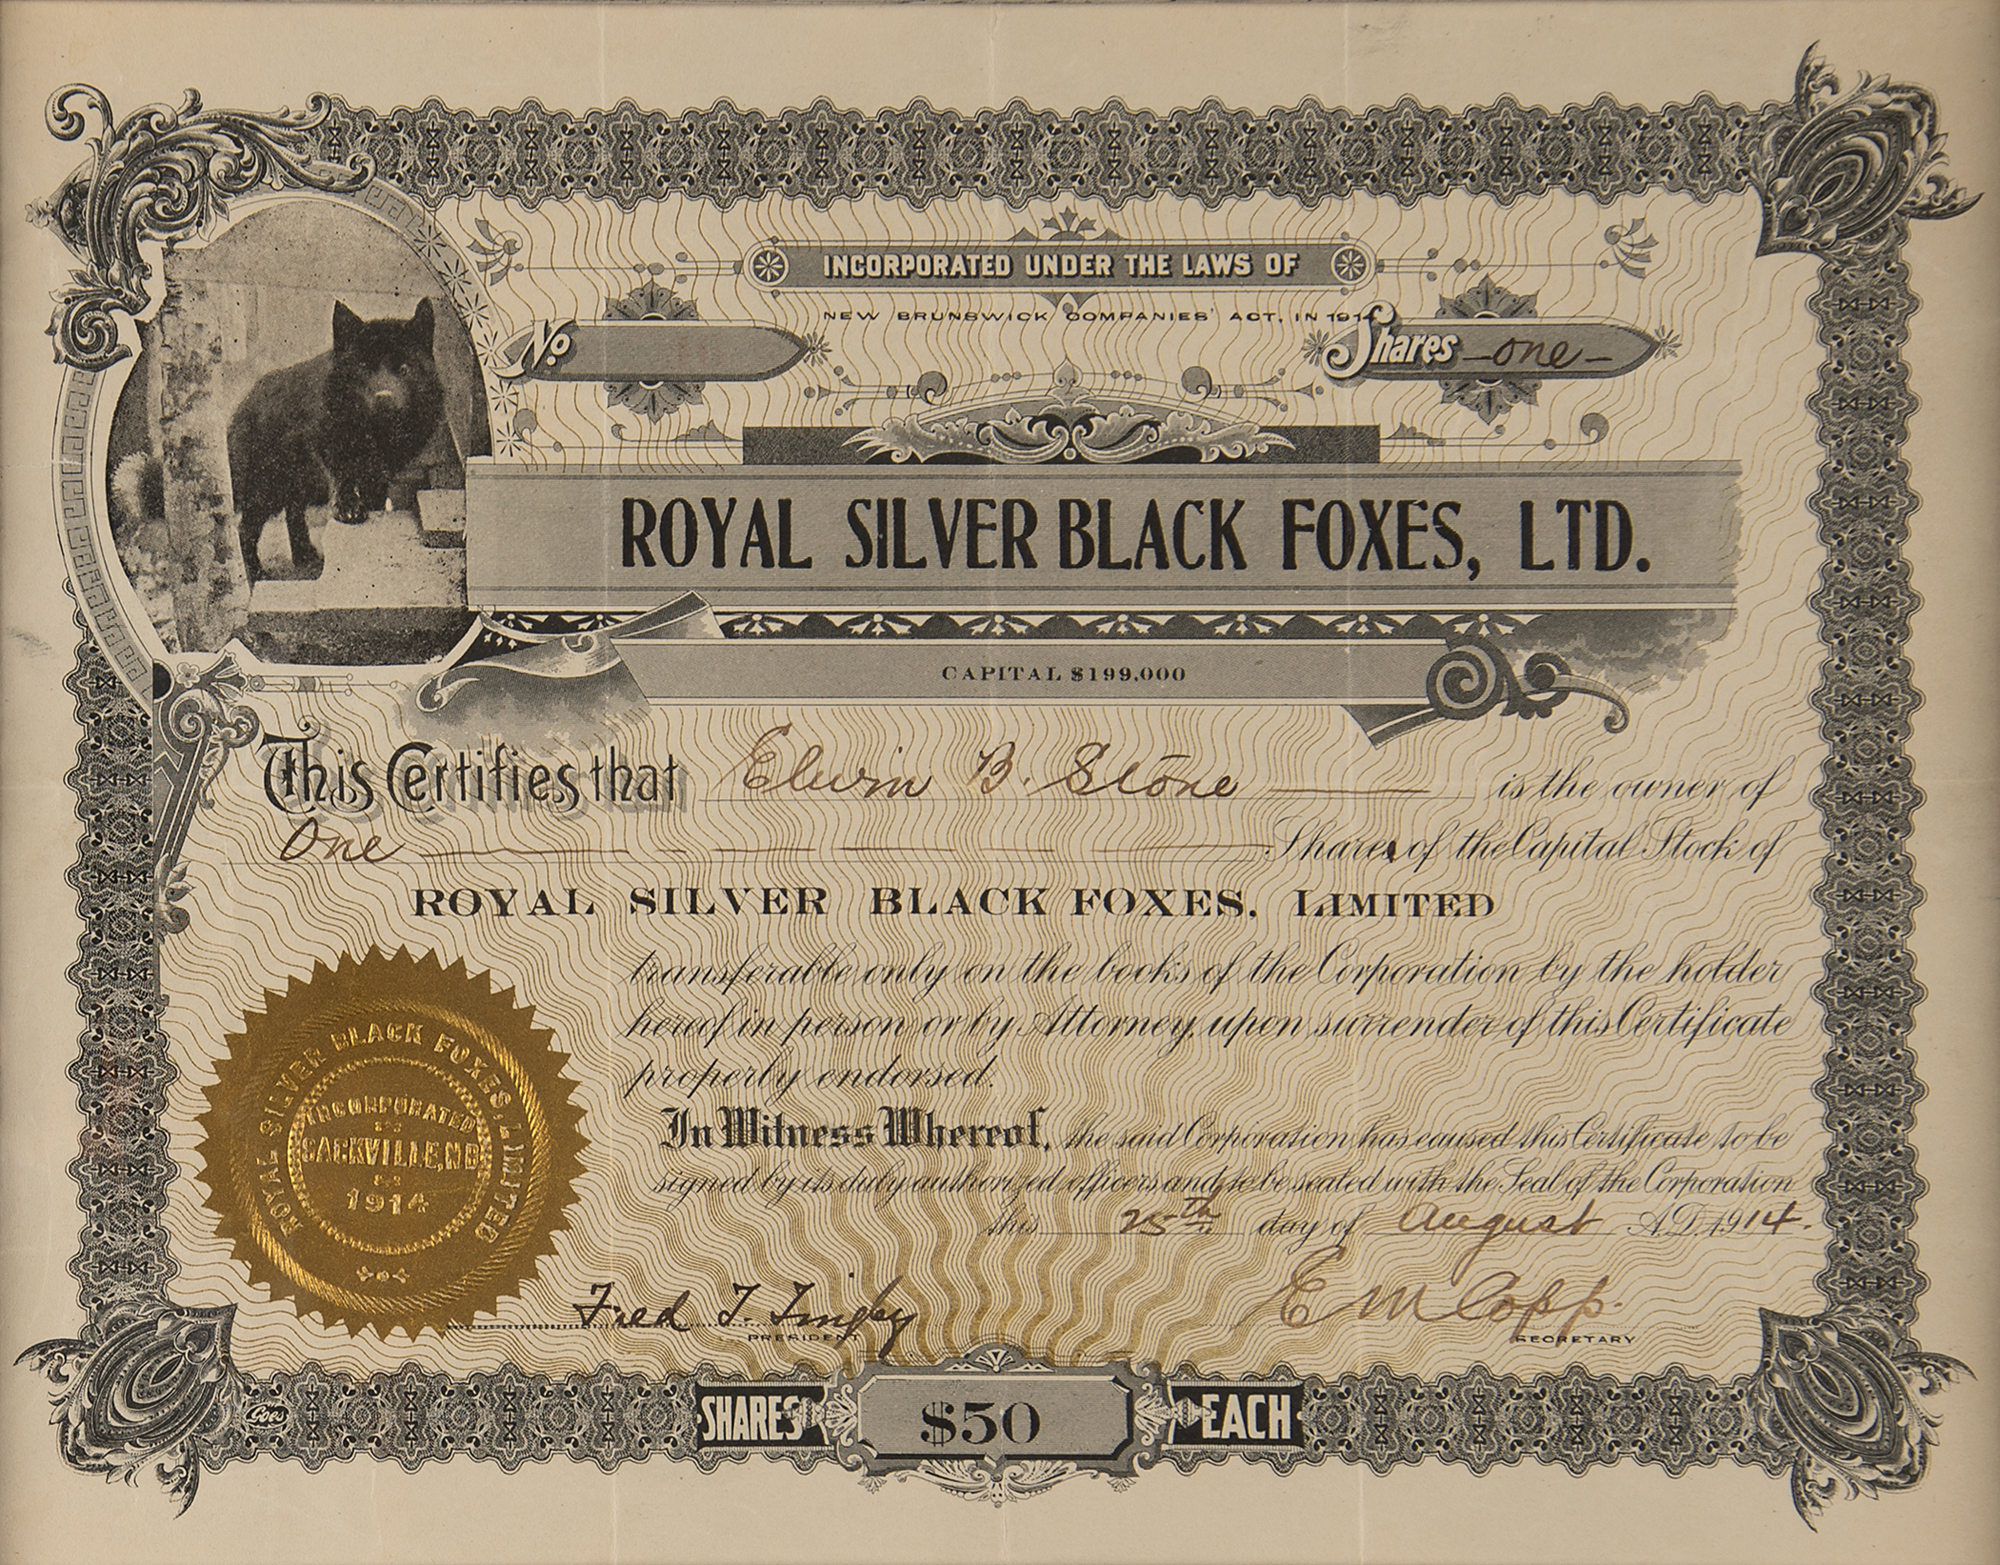 INCORPORATED UNDER THE LAWS OF
NEW BRUNSWICK COMPANIES' ACT, IN 1914
No.
Shares one
ROYAL SILVER BLACK FOXES, LTD.
CAPITAL $199,000
This Certifies that Elwin B. Stone is the owner of
One Shares of the Capital Stock of
ROYAL SILVER BLACK FOXES, LIMITED
transferable only on the books of the Corporation by the holder
hereof in person or by Attorney, upon surrender of this Certificate
properly endorsed.
In Witness Whereof, the said Corporation has caused this Certificate to be
signed by its duly authorized officers and to be sealed with the Seal of the Corporation
this 25th day of August A.D. 1914.
ROYAL SILVER BLACK FOXES, LIMITED
INCORPORATED
SACKVILLE, N.B.
1914
Fred T. Tingley
PRESIDENT
E M Copp.
SECRETARY
Goes
SHARES $50 EACH